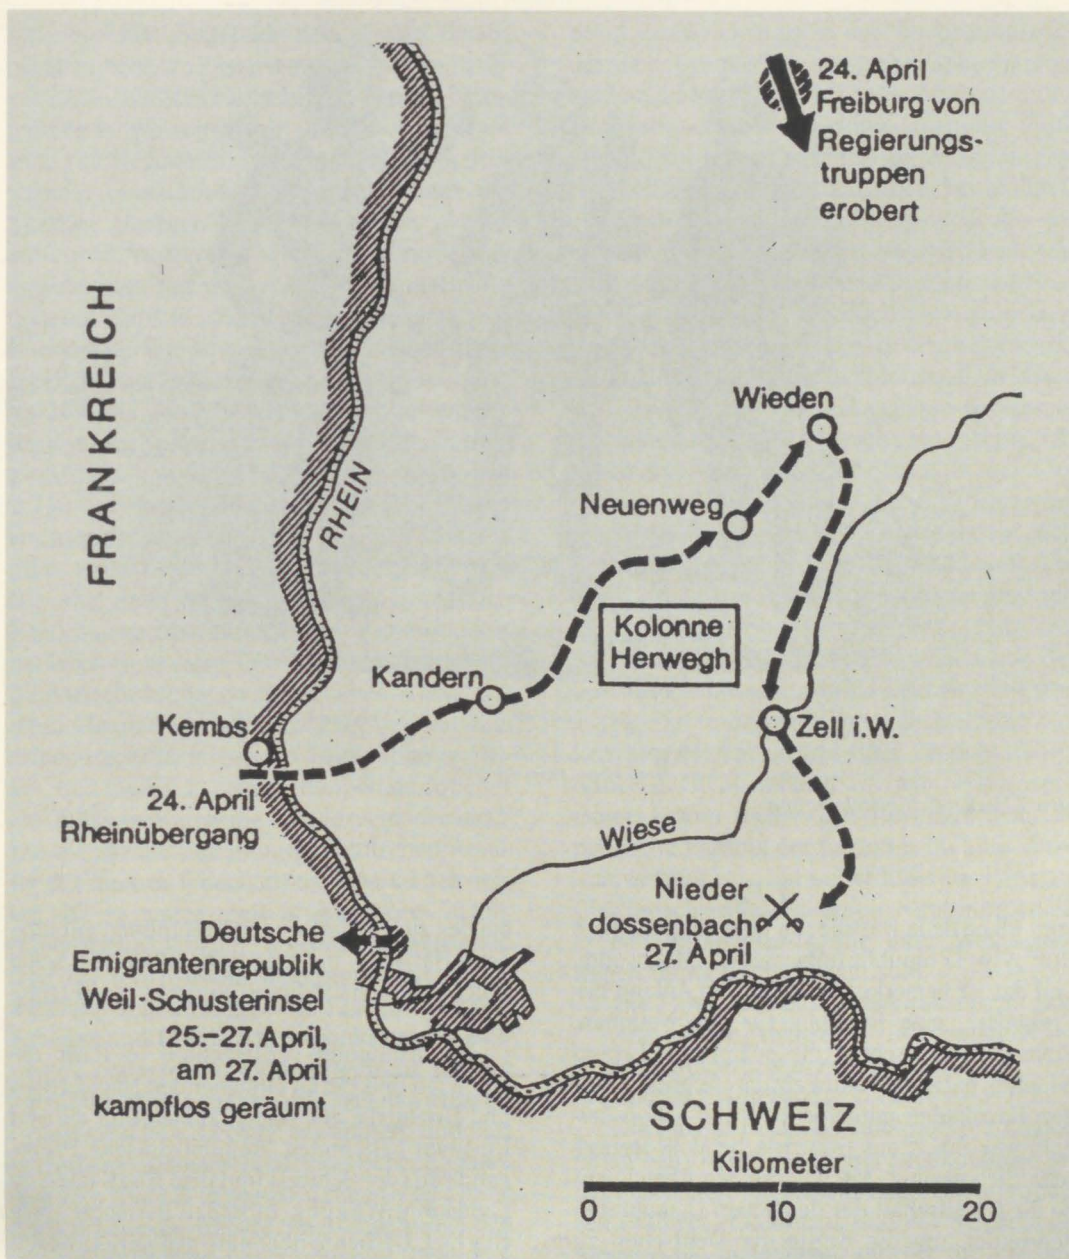 24. April
Freiburg von
Regierungs-
truppen
erobert
FRANKREICH
RHEIN
Wieden
Neuenweg
Kolonne
Herwegh
Kandern
Kembs
Zell i.W.
24. April
Rheinübergang
Wiese
Nieder
dossenbach
27. April
Deutsche
Emigrantenrepublik
Weil-Schusterinsel
25.-27. April,
am 27. April
kampflos geräumt
SCHWEIZ
Kilometer
0 10 20